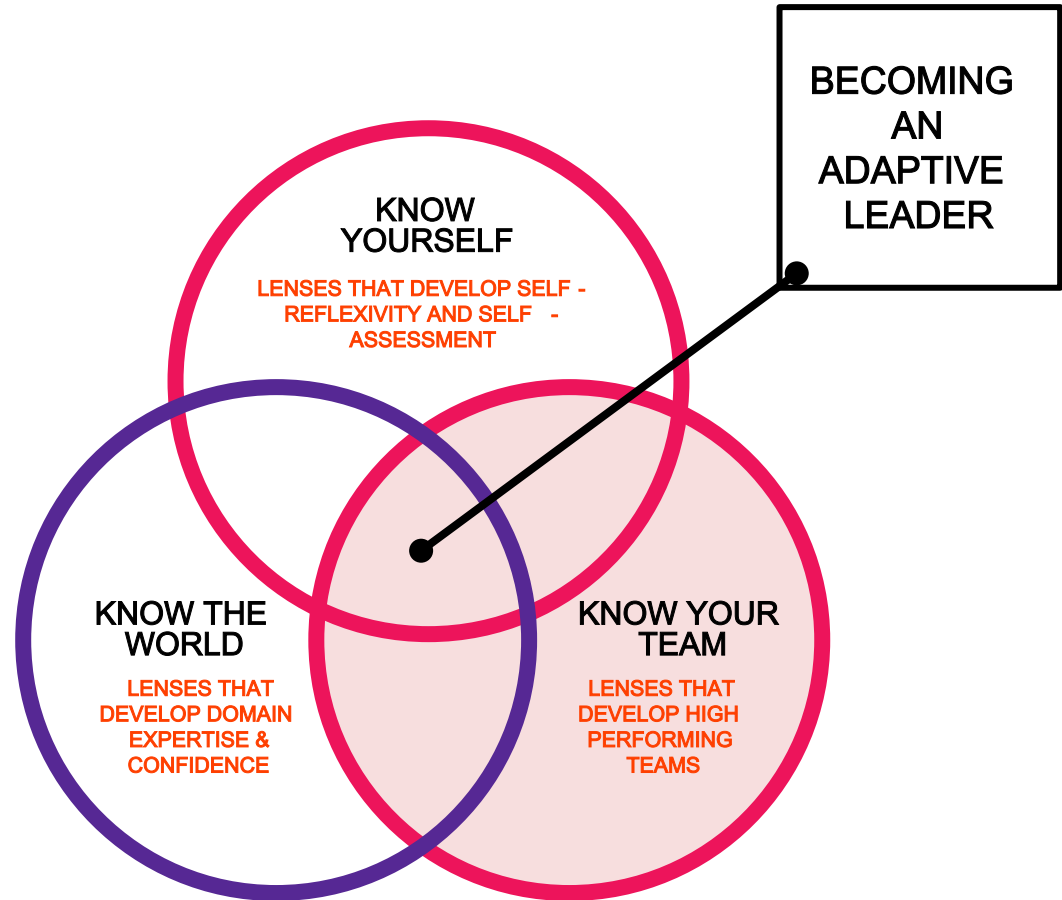 BECOMING
AN
ADAPTIVE
LEADER
KNOW
YOURSELF
LENSES THAT DEVELOP SELF -
REFLEXIVITY AND SELF -
ASSESSMENT
KNOW THE
WORLD
LENSES THAT
DEVELOP DOMAIN
EXPERTISE &
CONFIDENCE
KNOW YOUR
TEAM
LENSES THAT
DEVELOP HIGH
PERFORMING
TEAMS